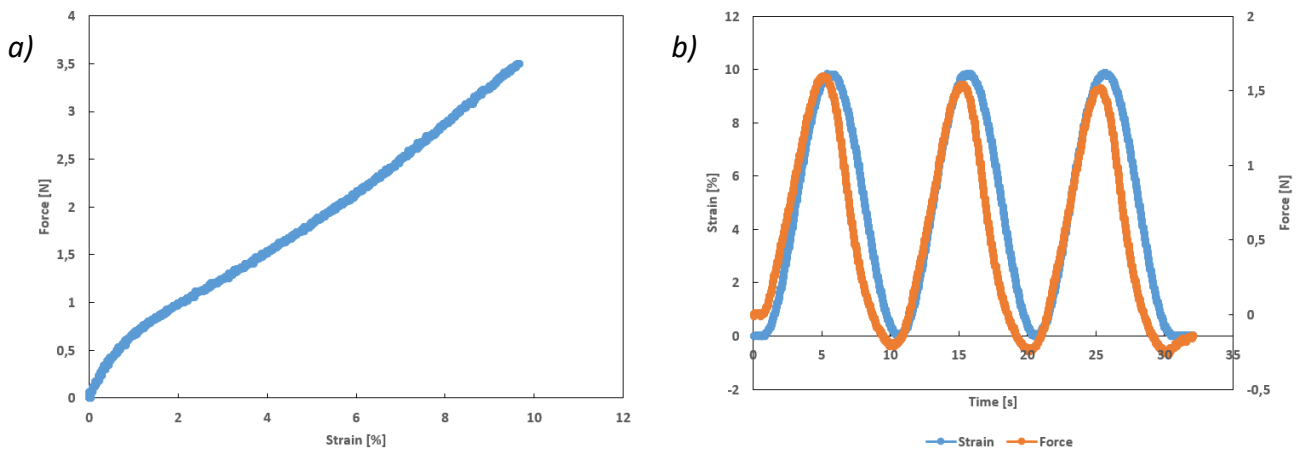 a)
4
3,5
3
2,5
2
1,5
1
0,5
0
Force [N]
0 2 4 6 8 10 12
Strain [%]
b)
12
10
8
6
4
2
0
-2
Strain [%]
2
1,5
1
0,5
0
-0,5
Force [N]
0 5 10 15 20 25 30 35
Time [s]
Strain Force